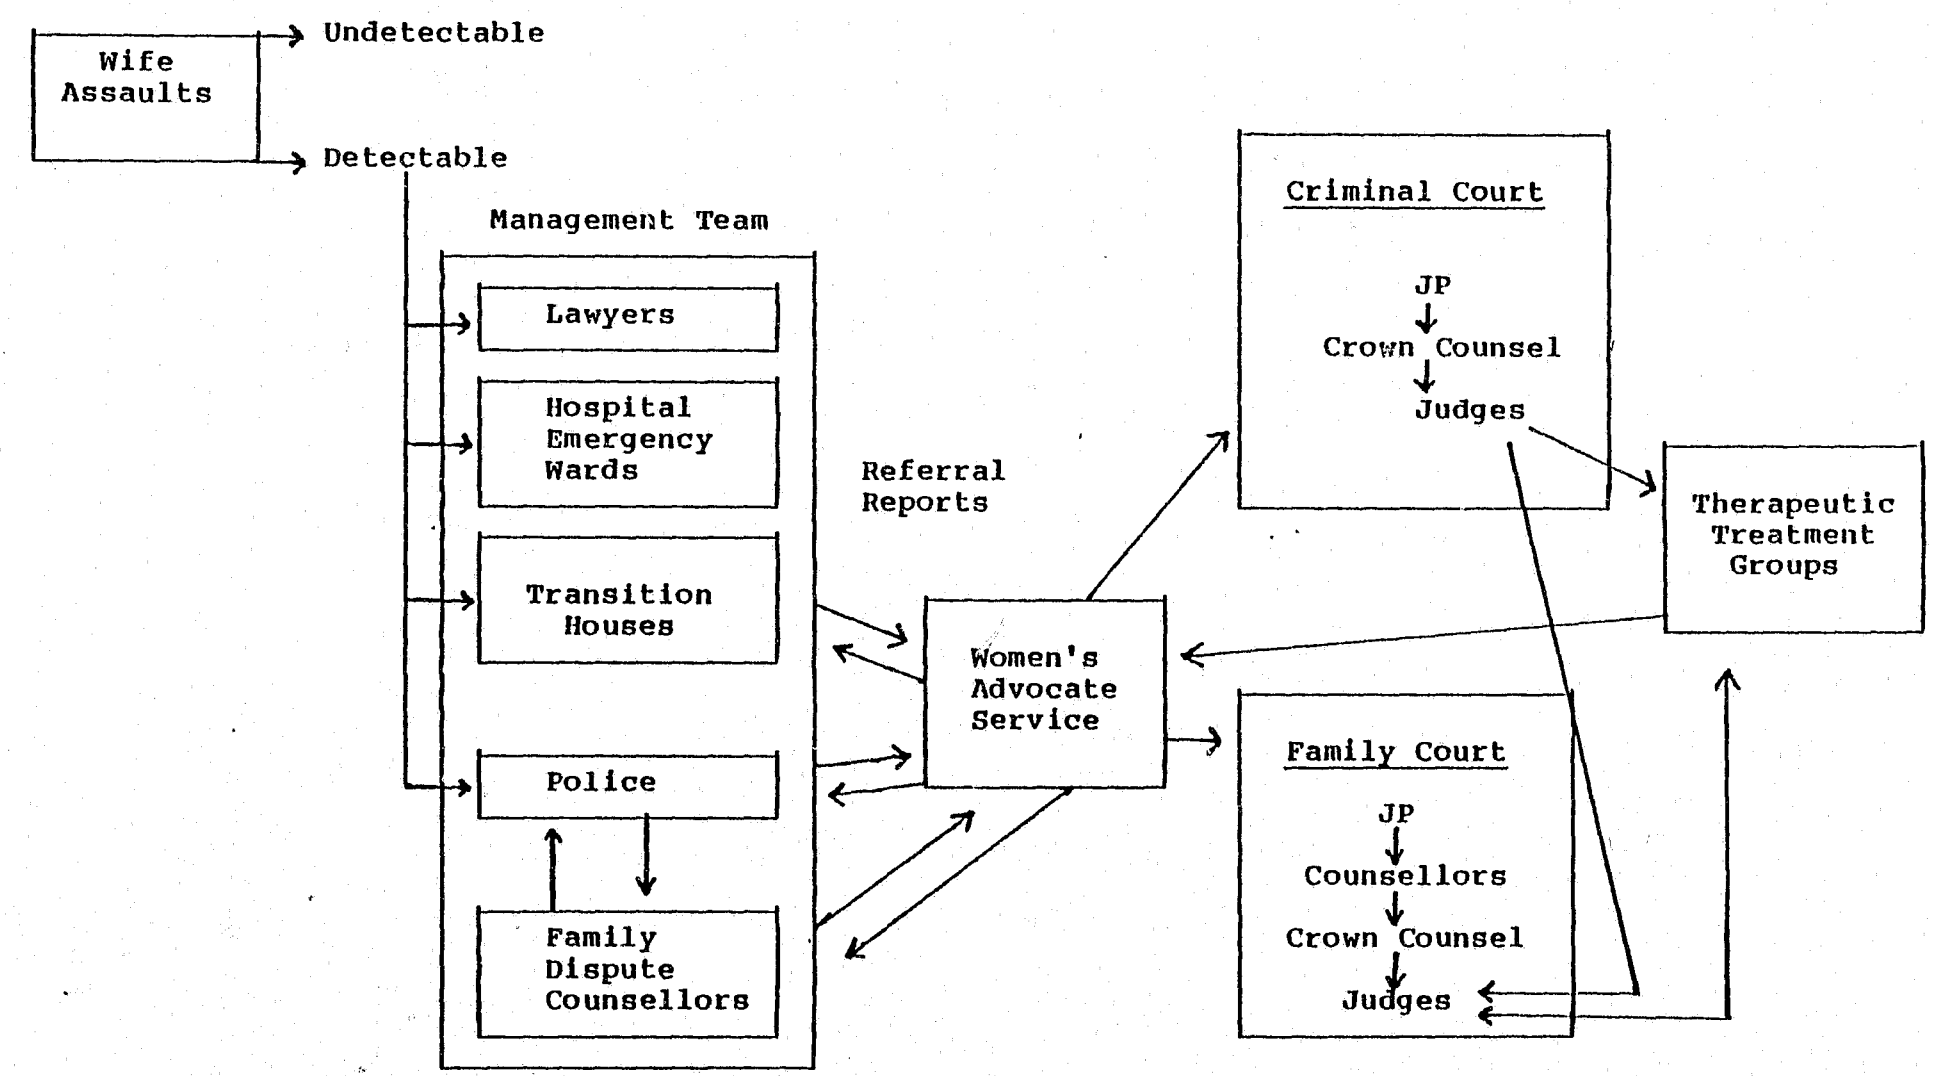 Undetectable
Wife
Assaults
Detectable
Management Team
Lawyers
Hospital
Emergency
Wards
Transition
Houses
Police
Family
Dispute
Counsellors
Referral
Reports
Women's
Advocate
Service
Criminal Court
JP
Crown Counsel
Judges
Therapeutic
Treatment
Groups
Family Court
JP
Counsellors
Crown Counsel
Judges